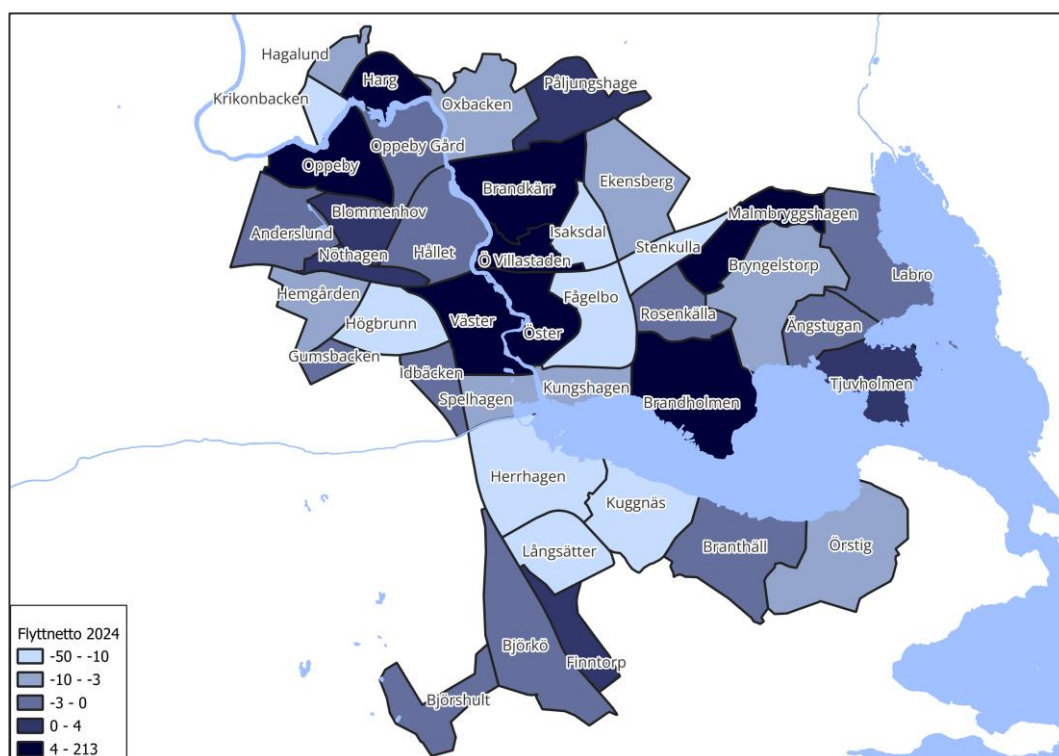 Hagalund
Harg
Påljungshage
Krikonbacken
Oxbacken
Oppeby Gård
Oppeby
Brandkärr
Ekensberg
Blommenhov
Malmbryggshagen
Anderslund
Isaksdal
Stenkulla
Nöthagen
Hållet
Ö Villastaden
Bryngelstorp
Labro
Hemgården
Fågelbo
Högbrunn
Väster
Öster
Rosenkälla
Ängstugan
Gumsbacken
Idbäcken
Kungshagen
Tjuvholmen
Spelhagen
Brandholmen
Herrhagen
Kuggnäs
Långsätter
Branthäll
Örstig
Björkö
Finntorp
Björshult
Flyttnetto 2024
-50 - -10
-10 - -3
-3 - 0
0 - 4
4 - 213